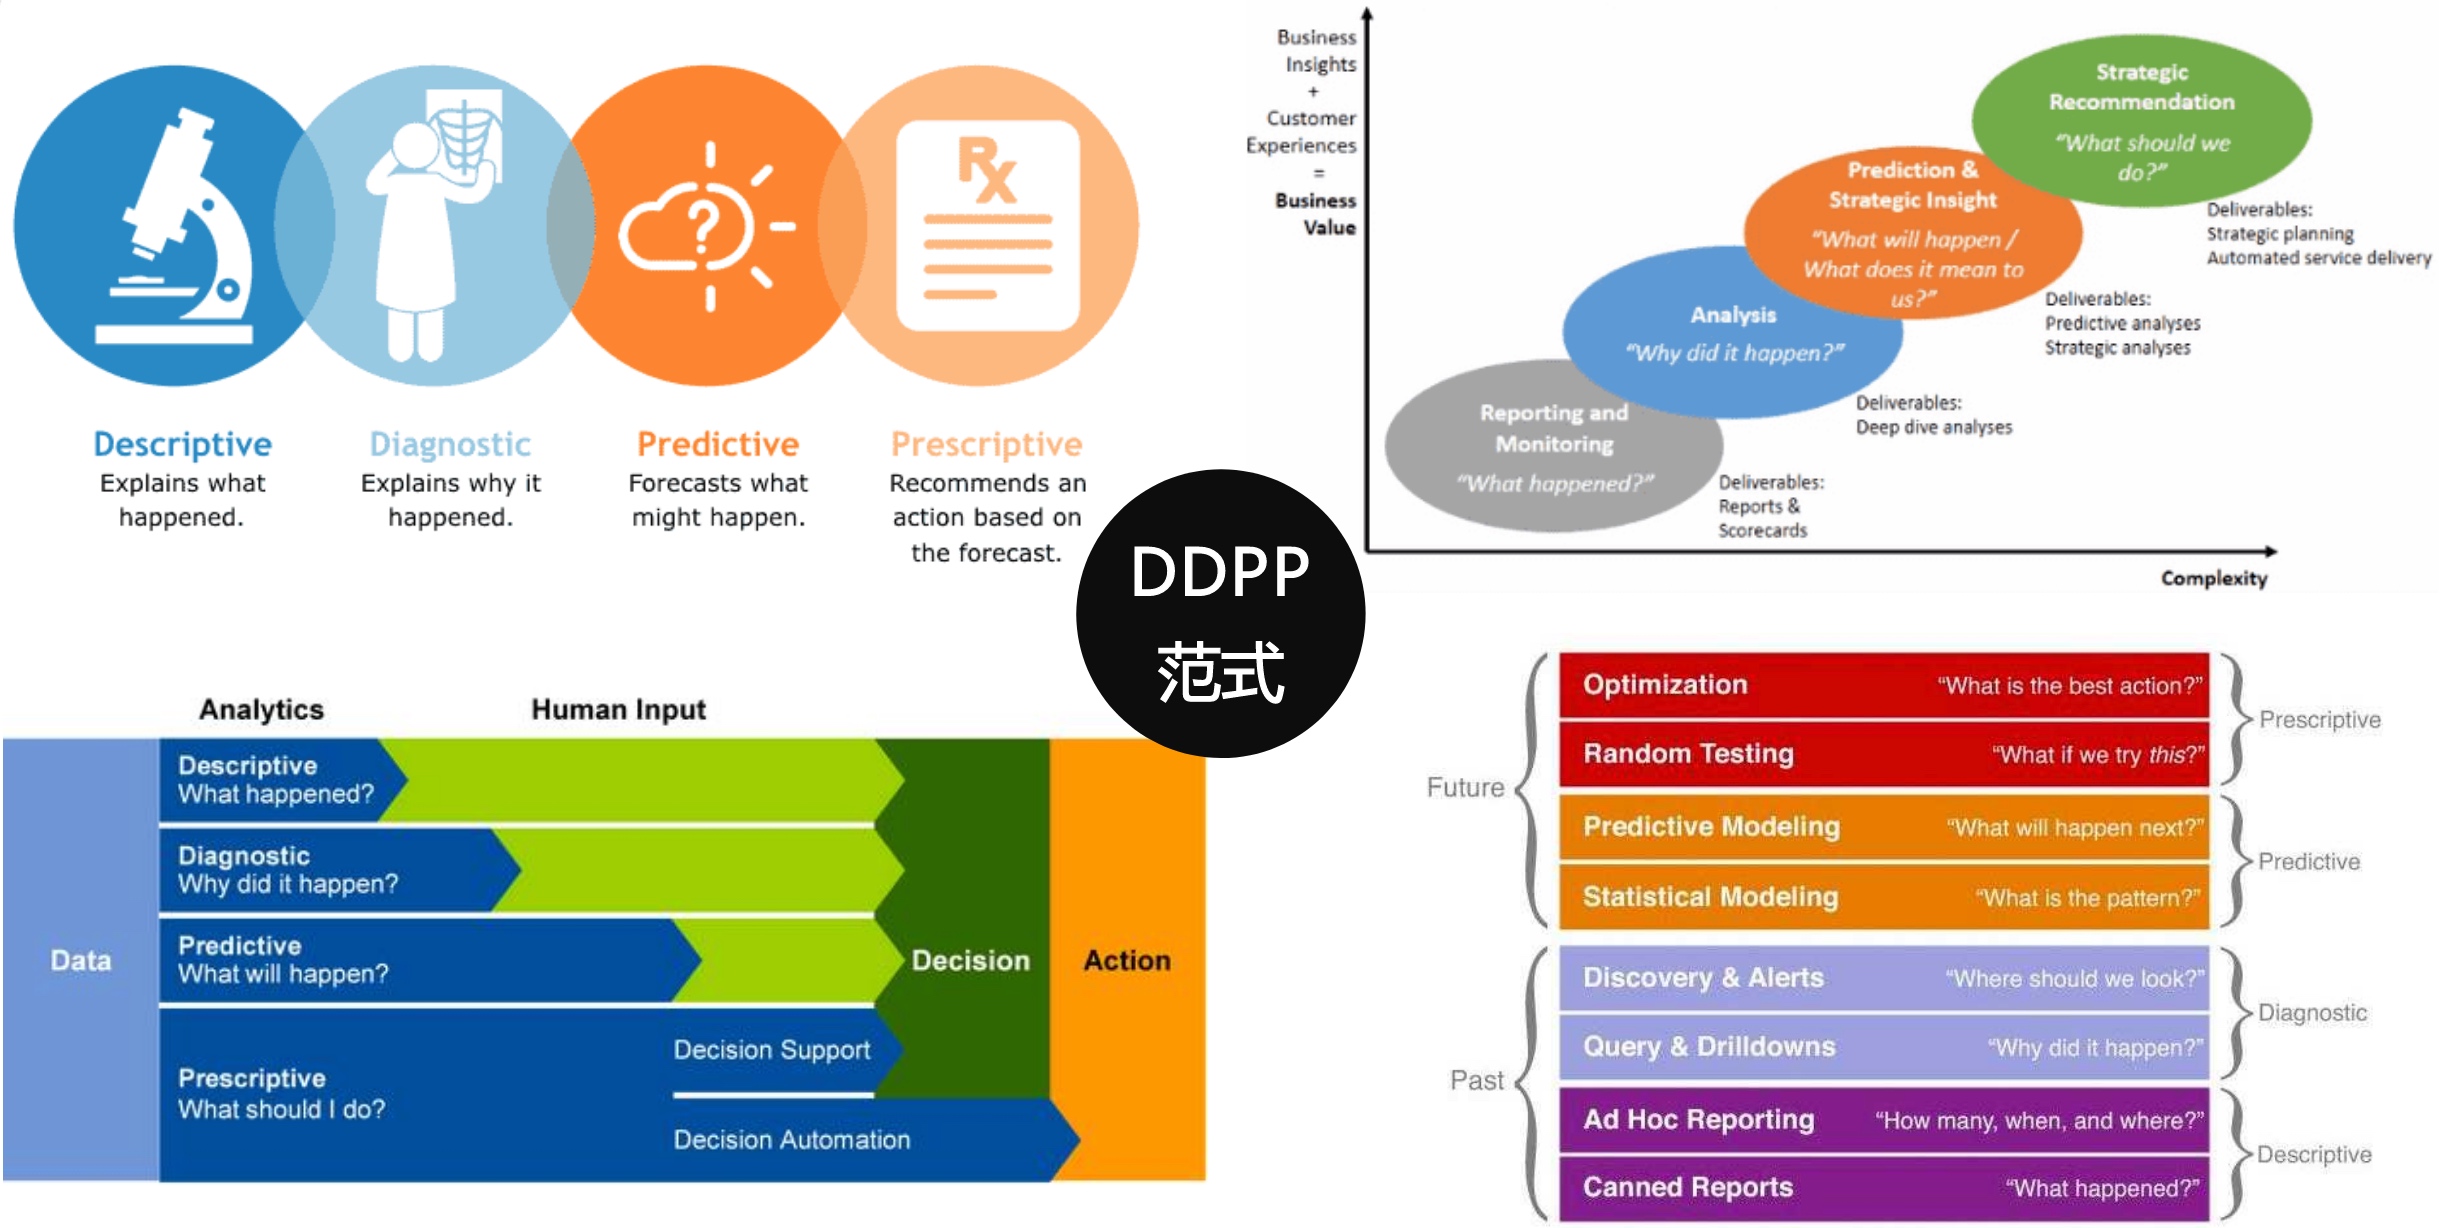 Rx
Descriptive
Explains what
happened.
Diagnostic
Explains why it
happened.
Predictive
Forecasts what
might happen.
Prescriptive
Recommends an
action based on
the forecast.
Business
Insights
+
Customer
Experiences
=
Business
Value
Strategic
Recommendation
“What should we
do?”
Deliverables:
Strategic planning
Automated service delivery
Prediction &
Strategic Insight
“What will happen /
What does it mean to
us?”
Deliverables:
Predictive analyses
Strategic analyses
Analysis
“Why did it happen?”
Deliverables:
Deep dive analyses
Reporting and
Monitoring
“What happened?”
Deliverables:
Reports &
Scorecards
Complexity
DDPP
范式
Analytics
Human Input
Data
Descriptive
What happened?
Diagnostic
Why did it happen?
Predictive
What will happen?
Prescriptive
What should I do?
Decision Support
Decision Automation
Decision
Action
Future
Optimization “What is the best action?”
Random Testing “What if we try this?”
Prescriptive
Predictive Modeling “What will happen next?”
Statistical Modeling “What is the pattern?”
Predictive
Past
Discovery & Alerts “Where should we look?”
Query & Drilldowns “Why did it happen?”
Diagnostic
Ad Hoc Reporting “How many, when, and where?”
Canned Reports “What happened?”
Descriptive